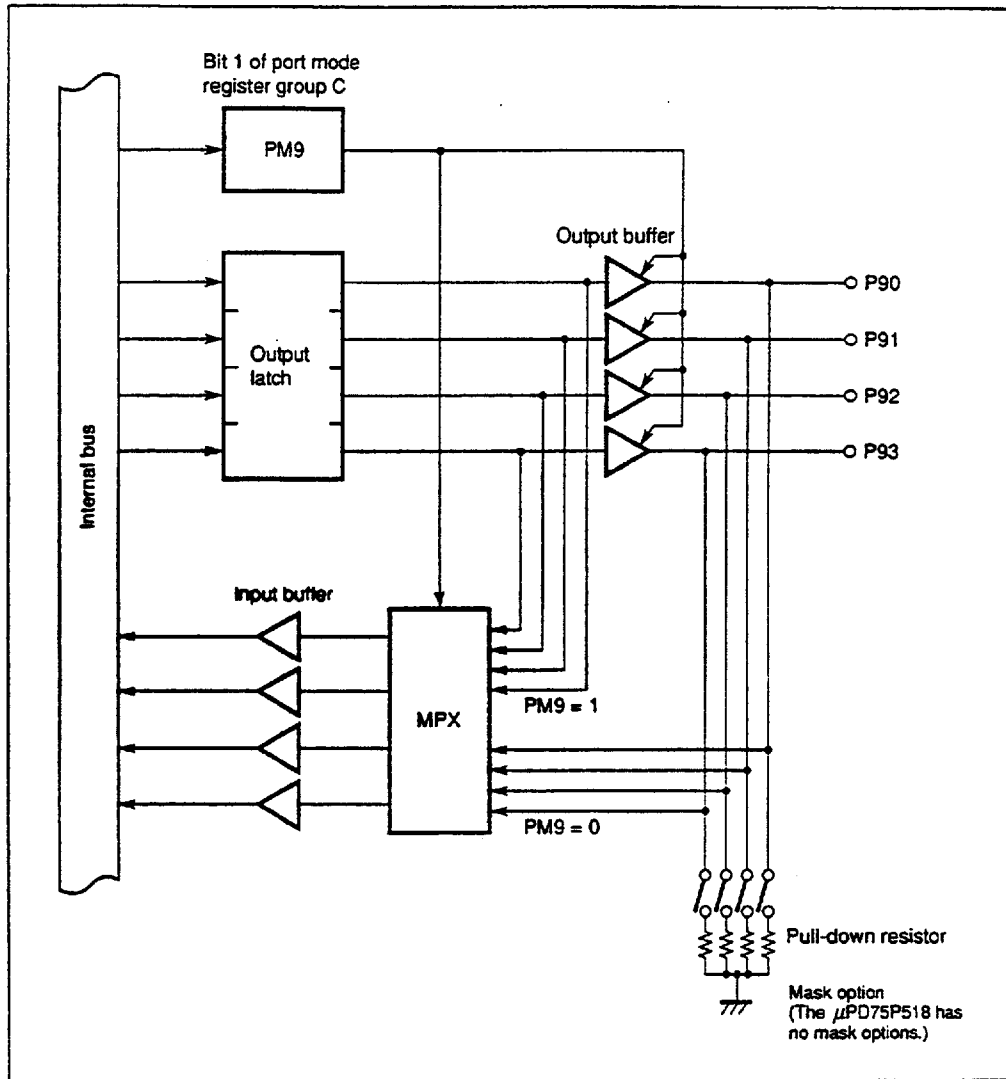 Bit 1 of port mode
register group C
PM9
Output buffer
P90
P91
Output
latch
P92
P93
Internal bus
Input buffer
PM9 = 1
MPX
PM9 = 0
Pull-down resistor
Mask option
(The μPD75P518 has
no mask options.)